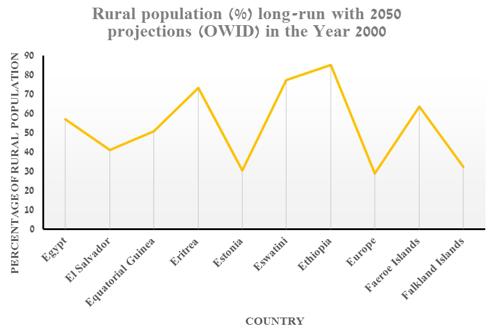 Rural population (%) long-run with 2050
projections (OWID) in the Year 2000
PERCENTAGE OF RURAL POPULATION
90
80
70
60
50
40
30
20
10
0
Egypt
El Salvador
Equatorial Guinea
Eritrea
Estonia
Eswatini
Ethiopia
Europe
Faeroe Islands
Falkland Islands
COUNTRY